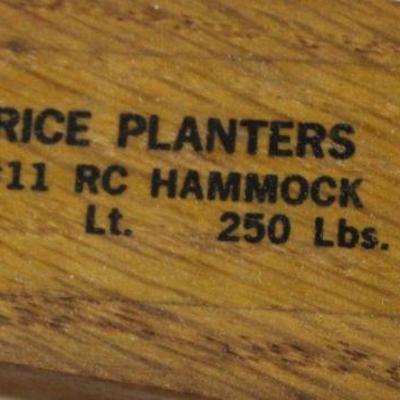 RICE PLANTERS
#11 RC HAMMOCK
Lt. 250 Lbs.